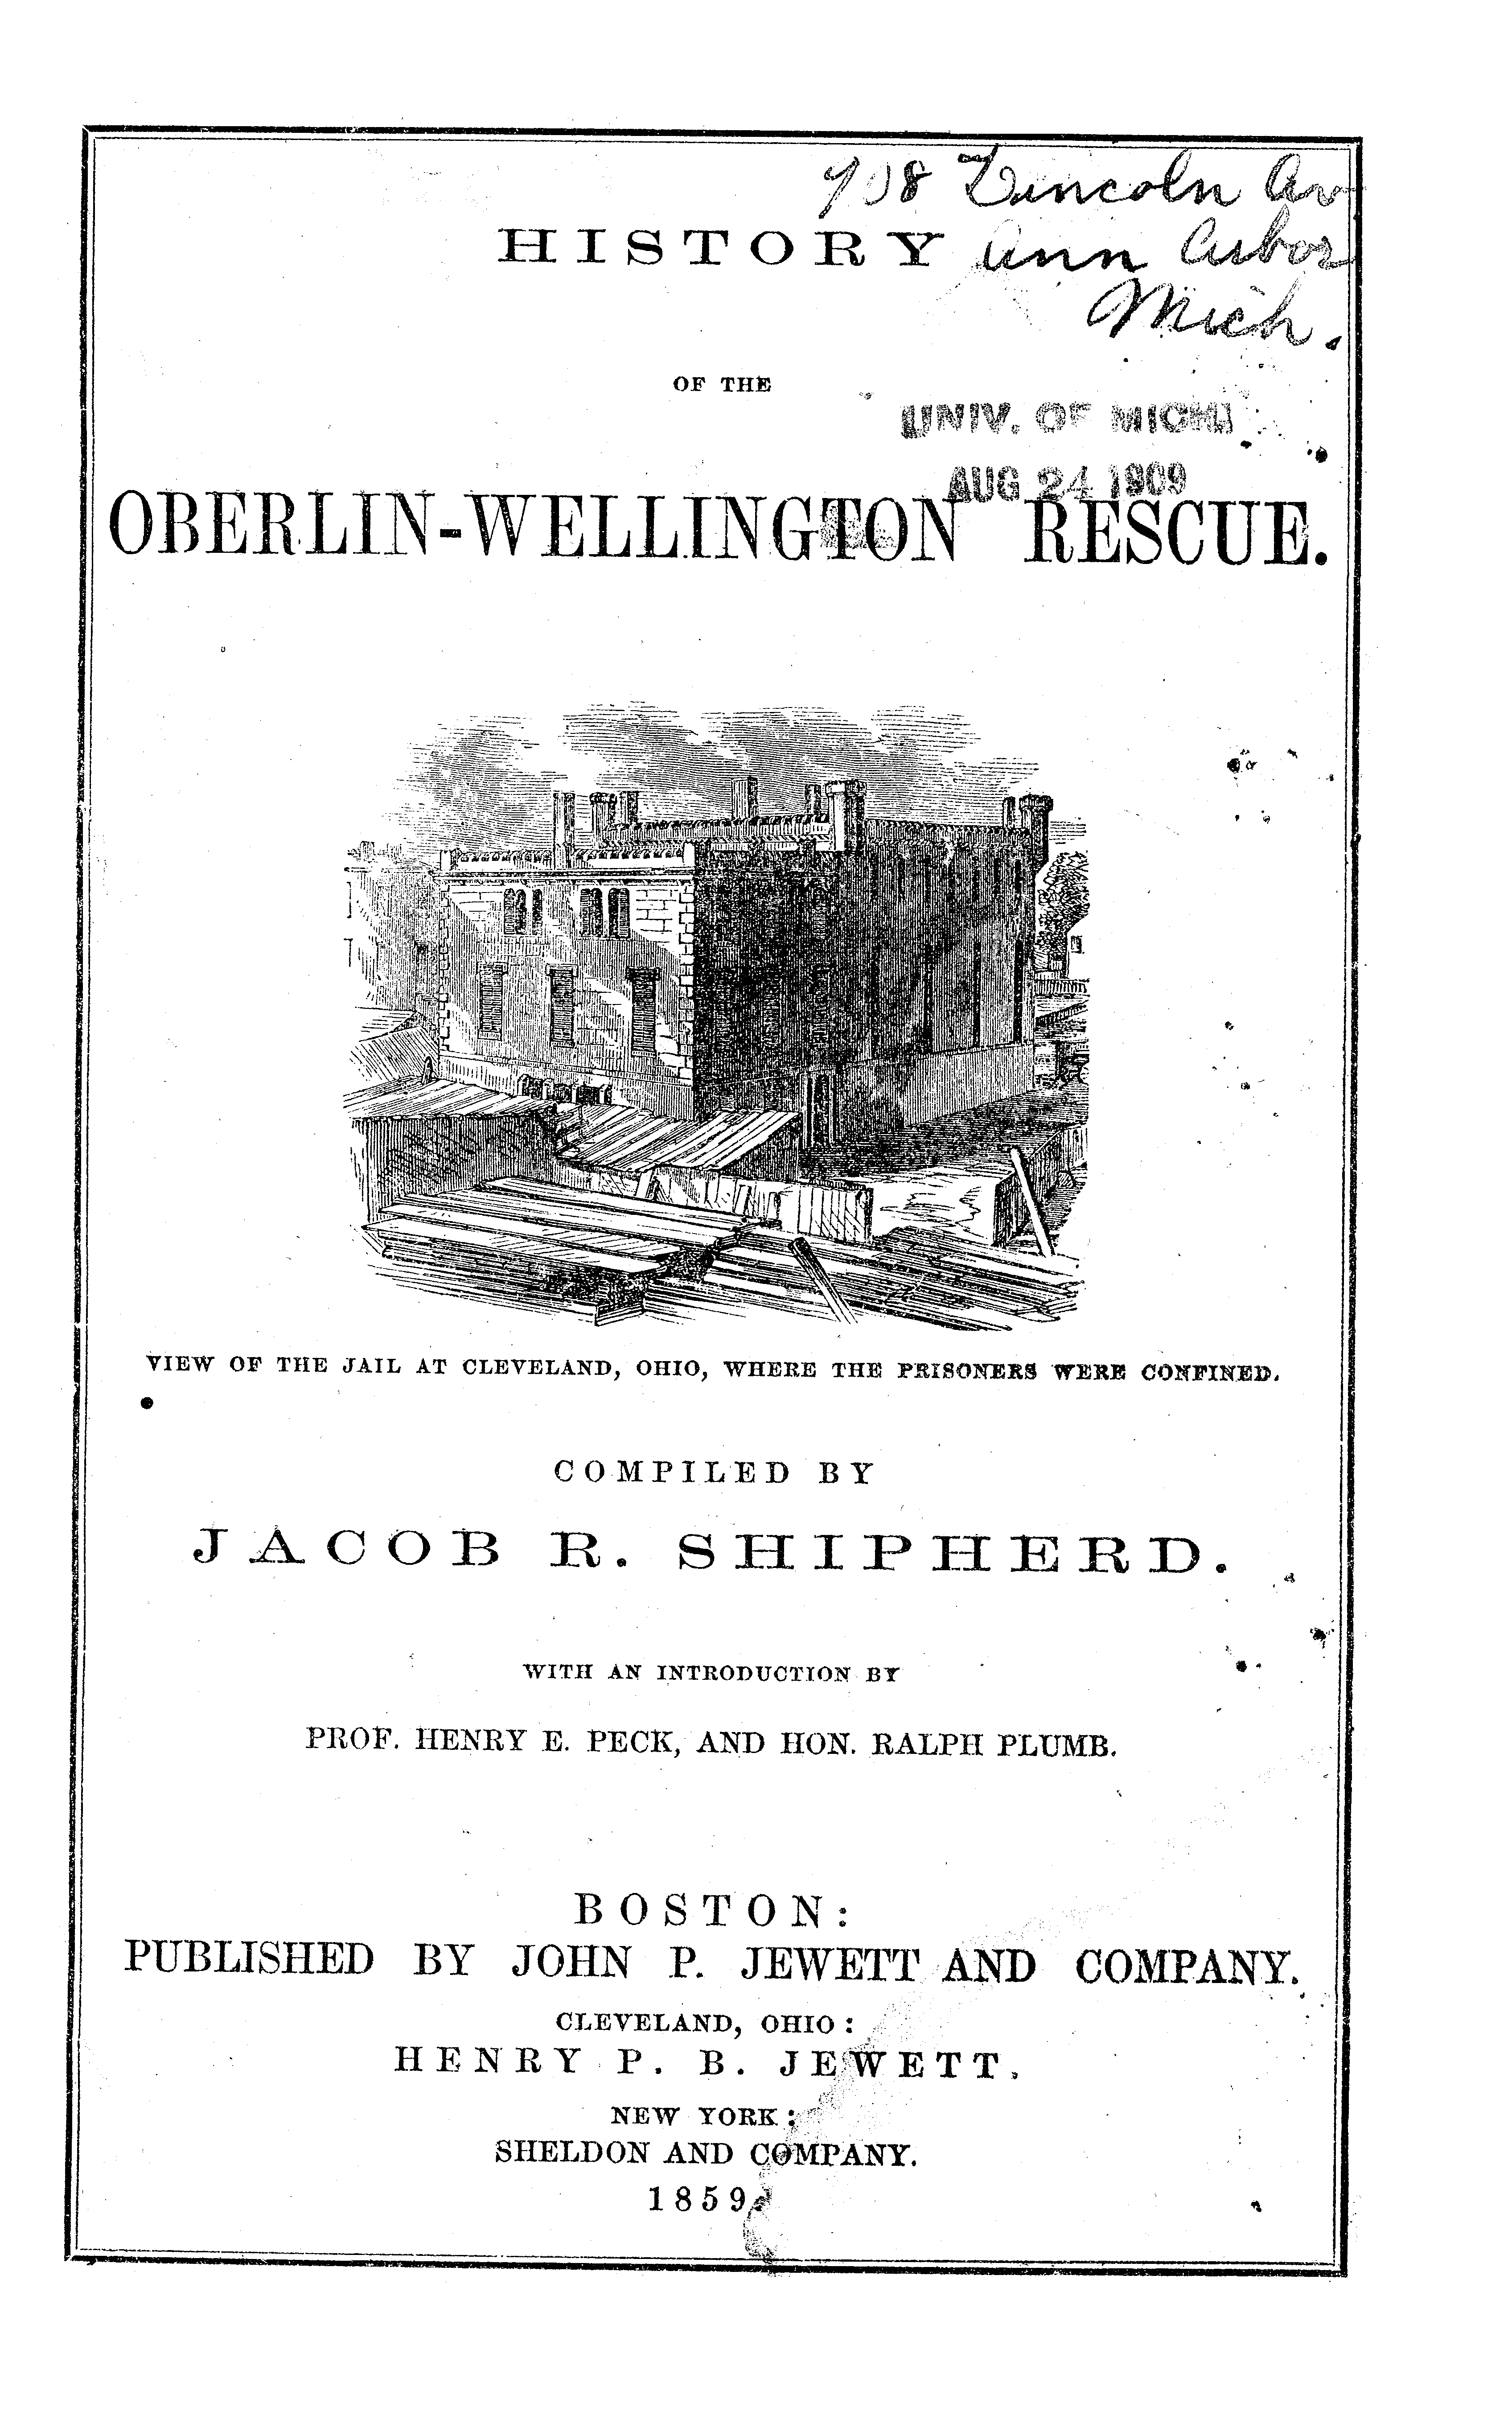 908 Lincoln Av
HISTORY
Ann Arbor
Mich.
OF THE
UNIV. OF MICH
AUG 24 1909
OBERLIN-WELLINGTON RESCUE.
VIEW OF THE JAIL AT CLEVELAND, OHIO, WHERE THE PRISONERS WERE CONFINED.
COMPILED BY
JACOB R. SHIPHERD.
WITH AN INTRODUCTION BY
PROF. HENRY E. PECK, AND HON. RALPH PLUMB.
BOSTON:
PUBLISHED BY JOHN P. JEWETT AND COMPANY.
CLEVELAND, OHIO:
HENRY P. B. JEWETT.
NEW YORK:
SHELDON AND COMPANY.
1859.